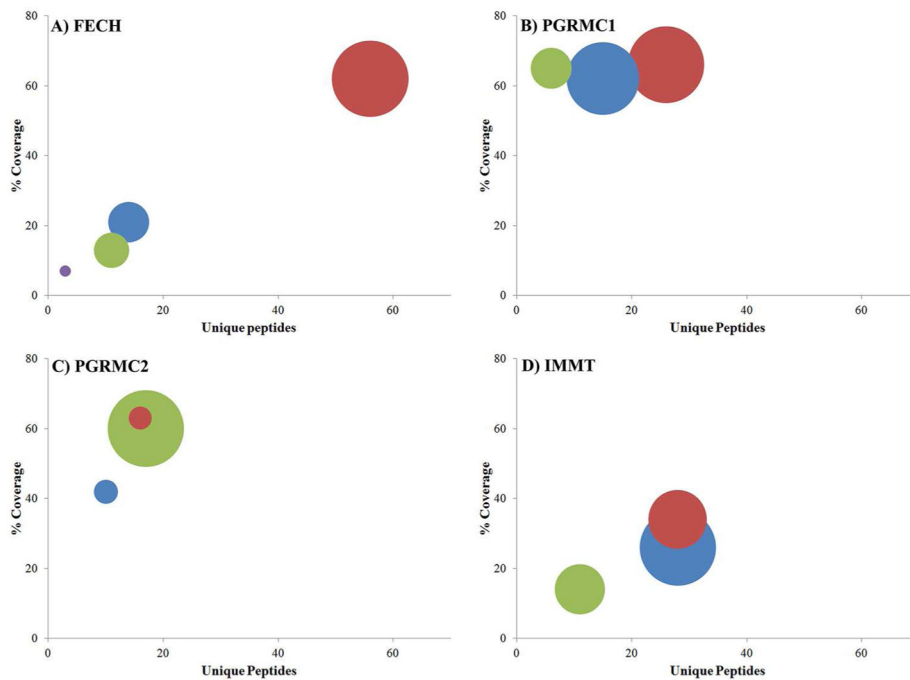 A) FECH
% Coverage
80
60
40
20
0
0 20 40 60
Unique peptides
B) PGRMC1
% Coverage
80
60
40
20
0
0 20 40 60
Unique Peptides
C) PGRMC2
% Coverage
80
60
40
20
0
0 20 40 60
Unique Peptides
D) IMMT
% Coverage
80
60
40
20
0
0 20 40 60
Unique Peptides